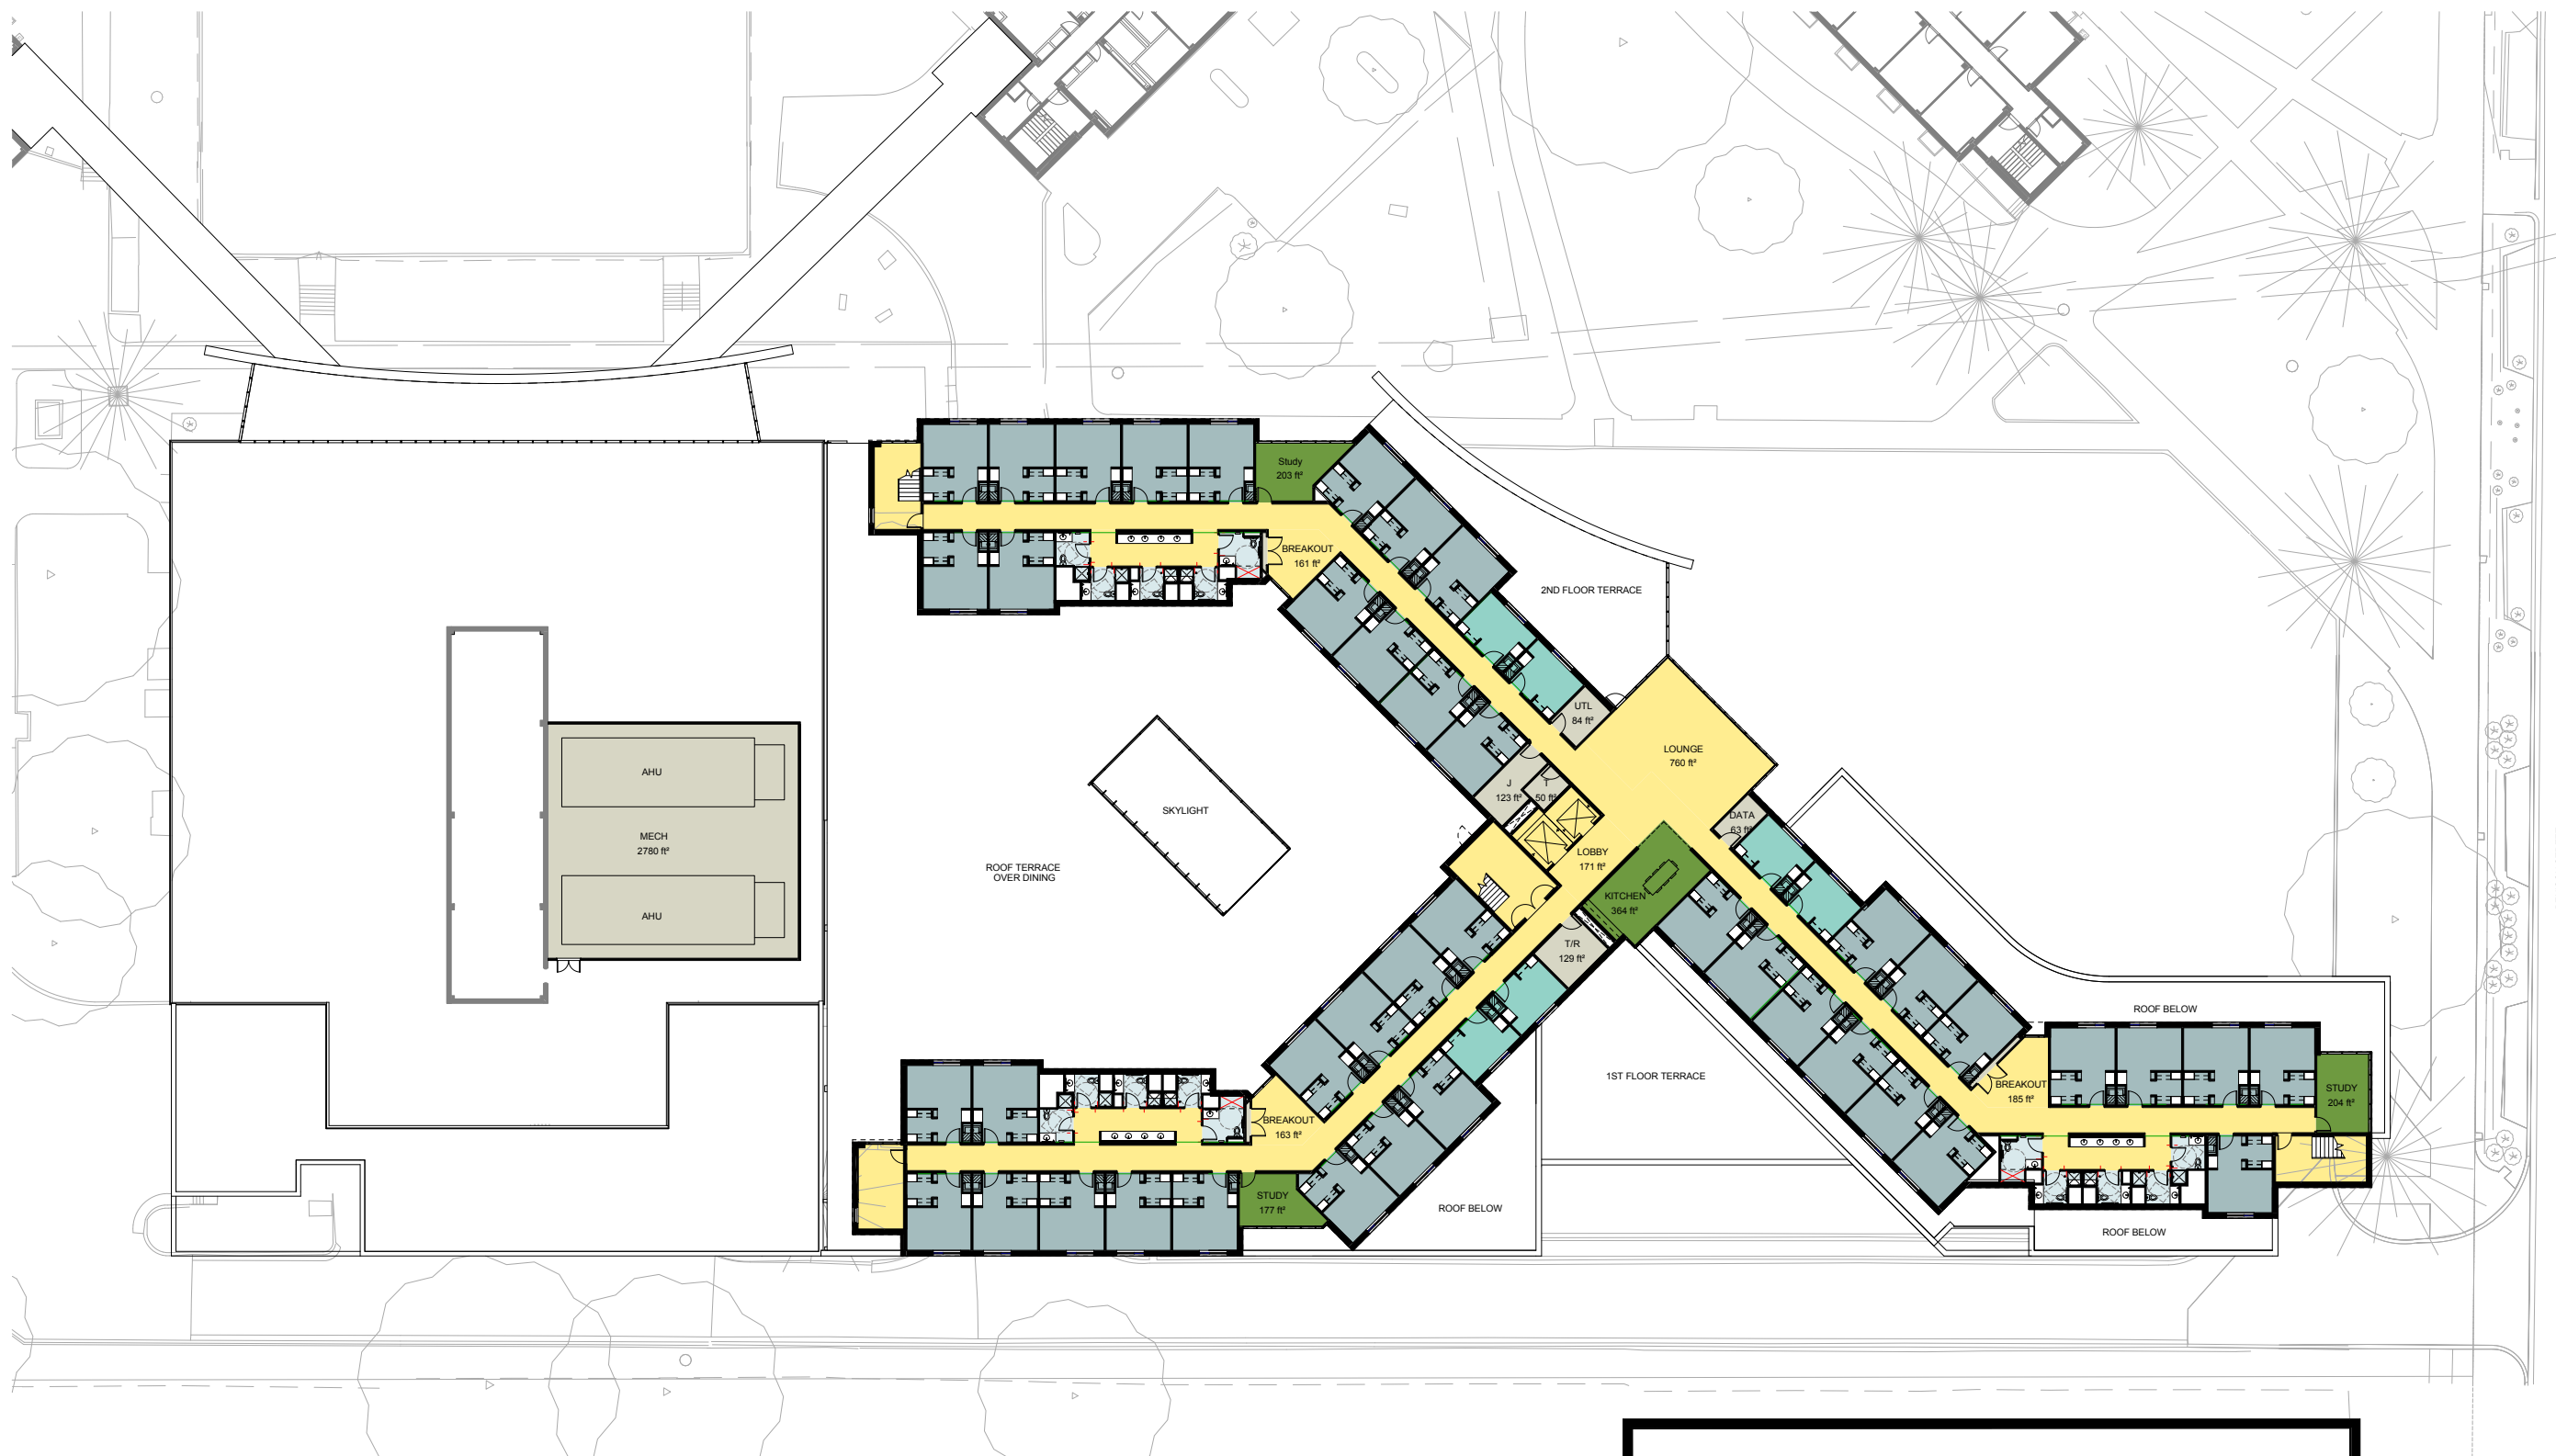 Study
203 ft²
BREAKOUT
161 ft²
2ND FLOOR TERRACE
UTL
84 ft²
LOUNGE
760 ft²
AHU
J
123 ft²
T
50 ft²
SKYLIGHT
DATA
63 ft²
MECH
2780 ft²
LOBBY
171 ft²
ROOF TERRACE
OVER DINING
KITCHEN
364 ft²
AHU
T/R
129 ft²
ROOF BELOW
1ST FLOOR TERRACE
BREAKOUT
185 ft²
STUDY
204 ft²
BREAKOUT
163 ft²
STUDY
177 ft²
ROOF BELOW
ROOF BELOW